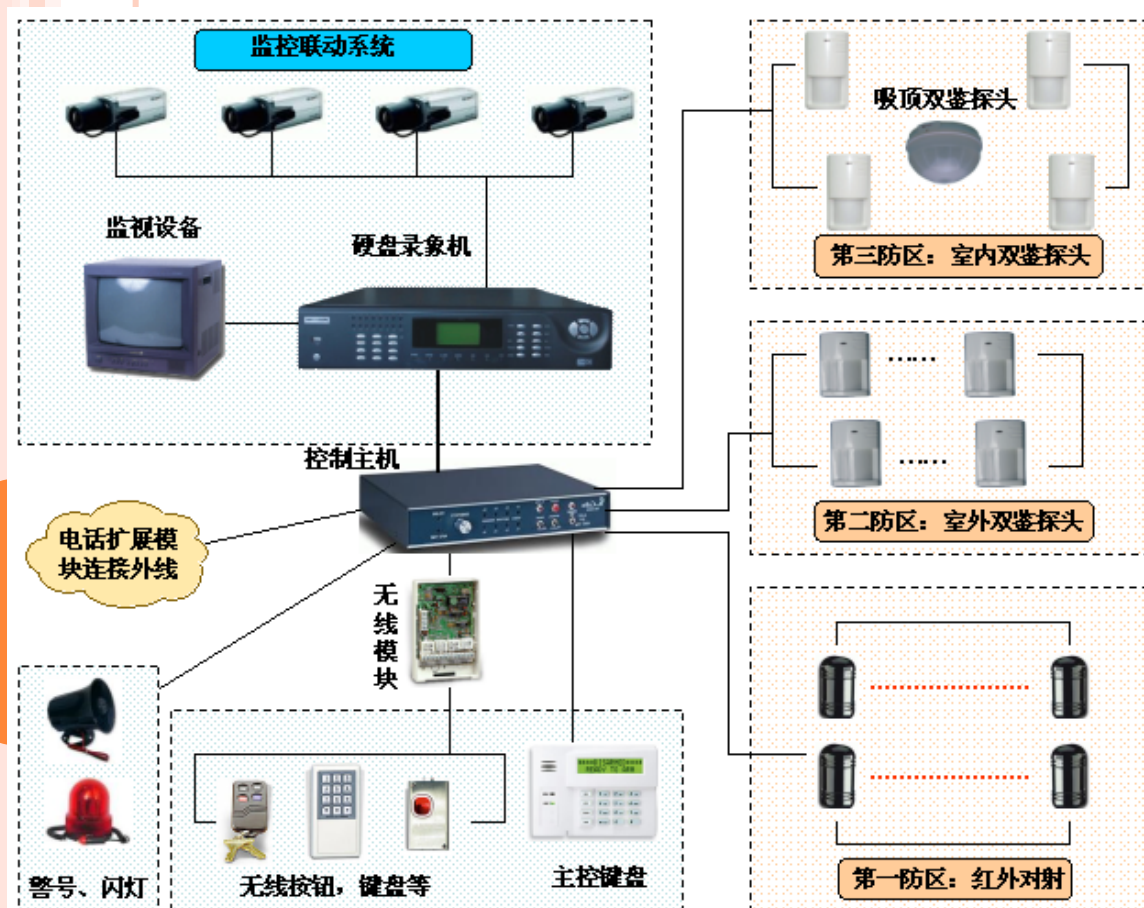 监控联动系统
监视设备
硬盘录象机
控制主机
电话扩展模
块连接外线
无
线
模
块
警号、闪灯
无线按钮，键盘等
主控键盘
吸顶双鉴探头
第三防区：室内双鉴探头
第二防区：室外双鉴探头
第一防区：红外对射